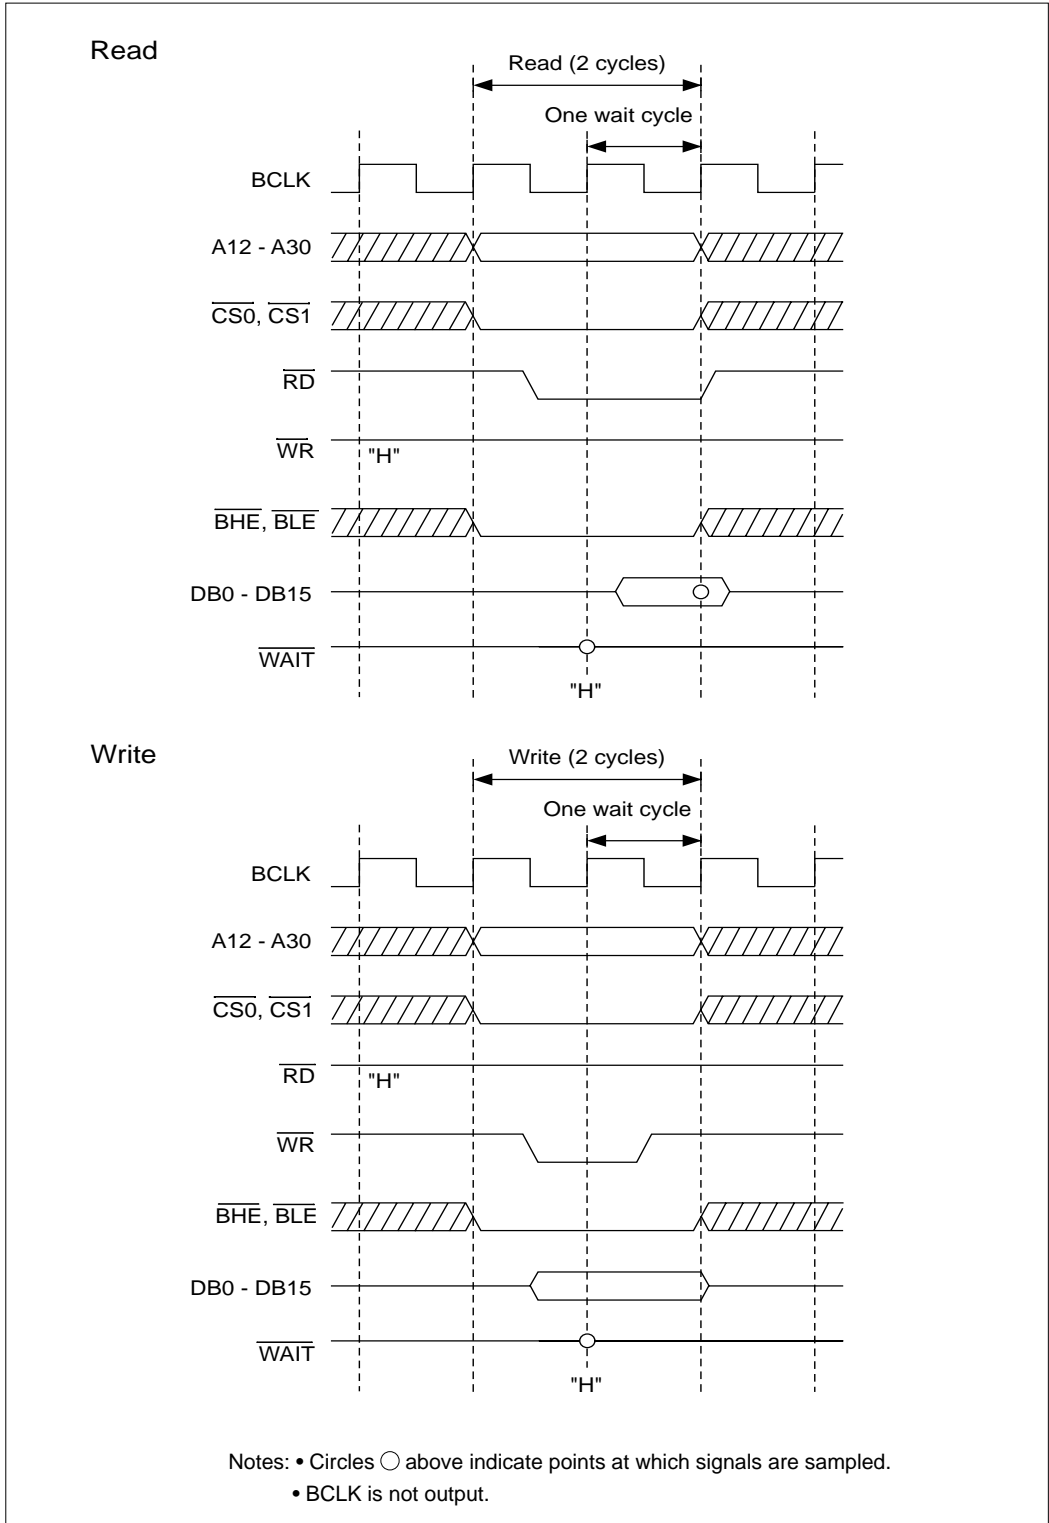 Read
Read (2 cycles)
One wait cycle
BCLK
A12 - A30
CS0, CS1
RD
WR
"H"
BHE, BLE
DB0 - DB15
WAIT
"H"
Write
Write (2 cycles)
One wait cycle
BCLK
A12 - A30
CS0, CS1
RD
"H"
WR
BHE, BLE
DB0 - DB15
WAIT
"H"
Notes: • Circles ○ above indicate points at which signals are sampled.
• BCLK is not output.